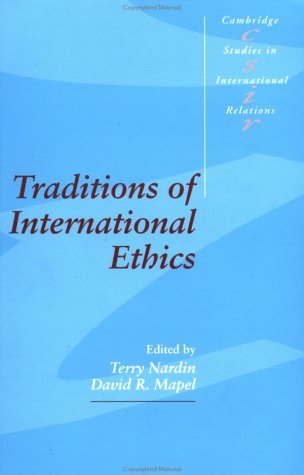 Cambridge
Studies in
International
Relations
c
s
i
r
Traditions of
International
Ethics
Edited by
Terry Nardin
David R. Mapel